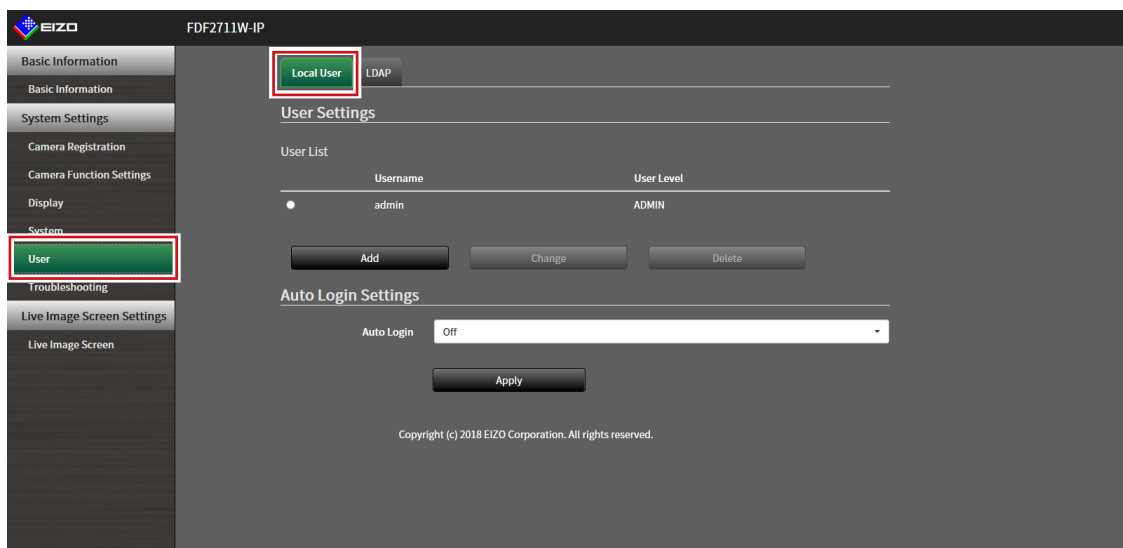 EIZO
FDF2711W-IP
Basic Information
Basic Information
System Settings
Camera Registration
Camera Function Settings
Display
System
User
Troubleshooting
Live Image Screen Settings
Live Image Screen
Local User LDAP
User Settings
User List
Username User Level
admin ADMIN
Add Change Delete
Auto Login Settings
Auto Login Off
Apply
Copyright (c) 2018 EIZO Corporation. All rights reserved.